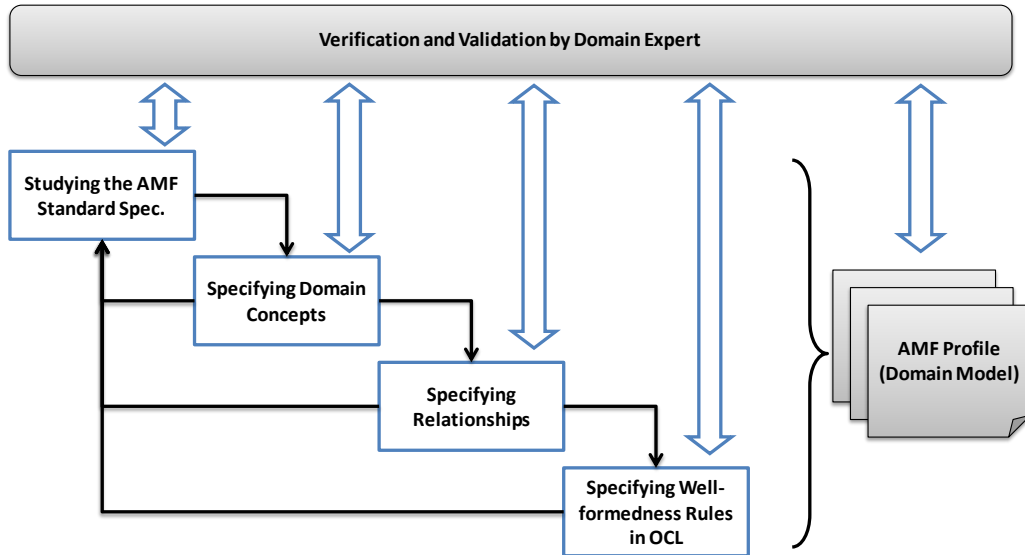 Verification and Validation by Domain Expert
Studying the AMF
Standard Spec.
Specifying Domain
Concepts
Specifying
Relationships
Specifying Well-
formedness Rules
in OCL
AMF Profile
(Domain Model)